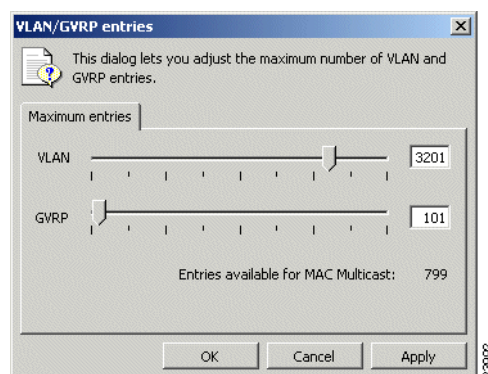 VLAN/GVRP entries
This dialog lets you adjust the maximum number of VLAN and
GVRP entries.
Maximum entries
VLAN 3201
GVRP 101
Entries available for MAC Multicast: 799
OK Cancel Apply